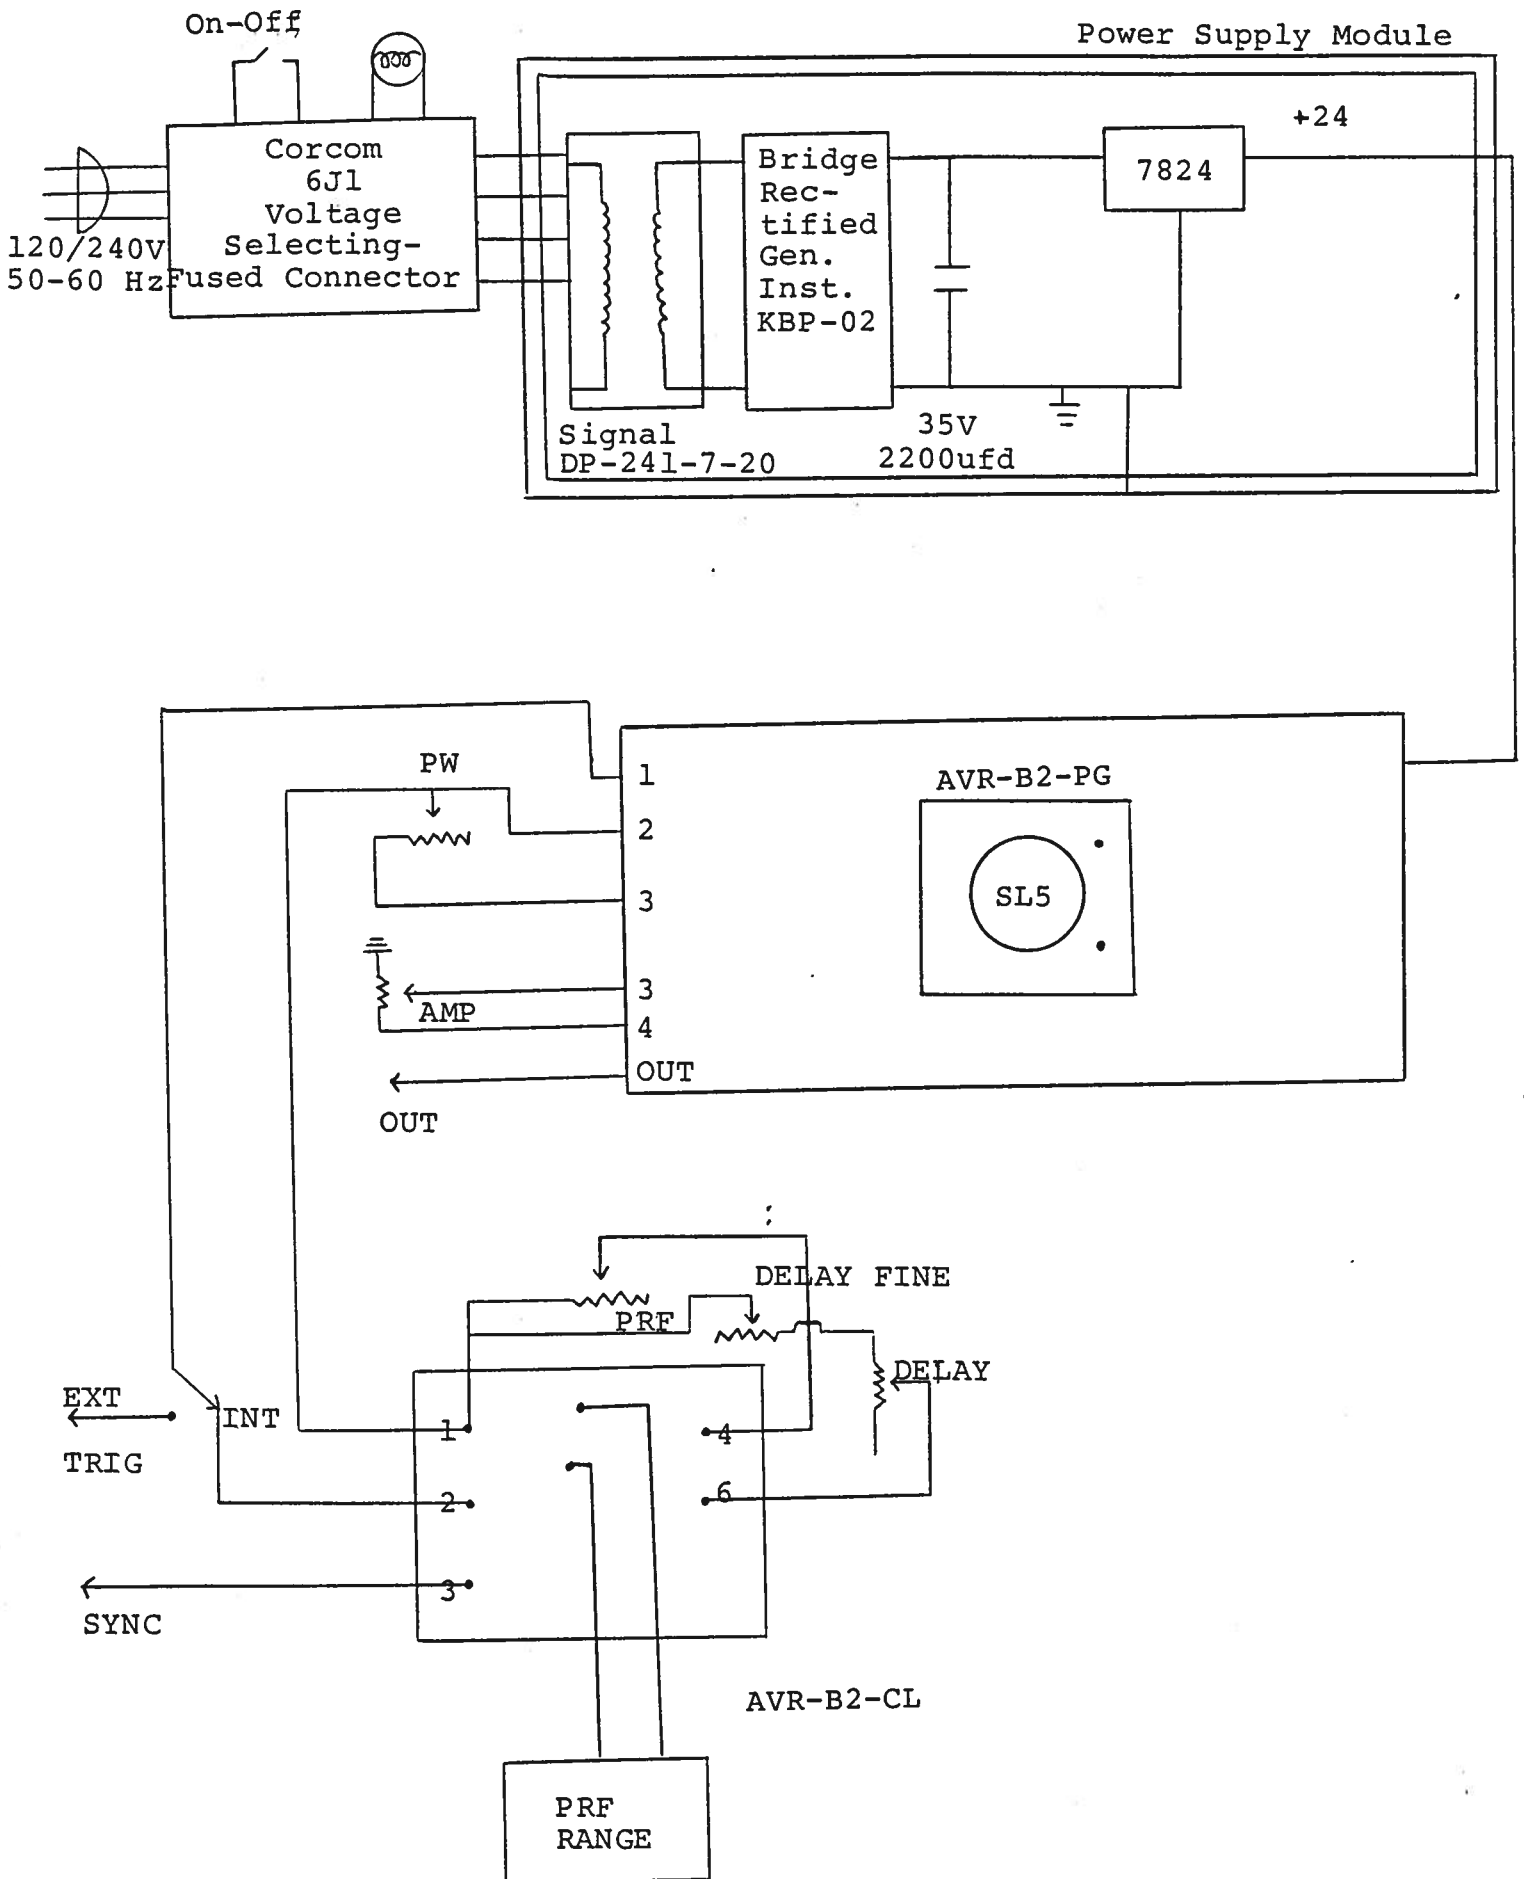 On-Off
Power Supply Module
+24
Corcom
6J1
Voltage
Selecting-
Fused Connector
120/240V
50-60 Hz
Bridge
Rec-
tified
Gen.
Inst.
KBP-02
7824
Signal
DP-241-7-20
35V
2200ufd
PW
1
2
3
3
4
OUT
AMP
OUT
AVR-B2-PG
SL5
DELAY FINE
PRF
DELAY
EXT
INT
TRIG
1
2
3
4
6
SYNC
AVR-B2-CL
PRF
RANGE